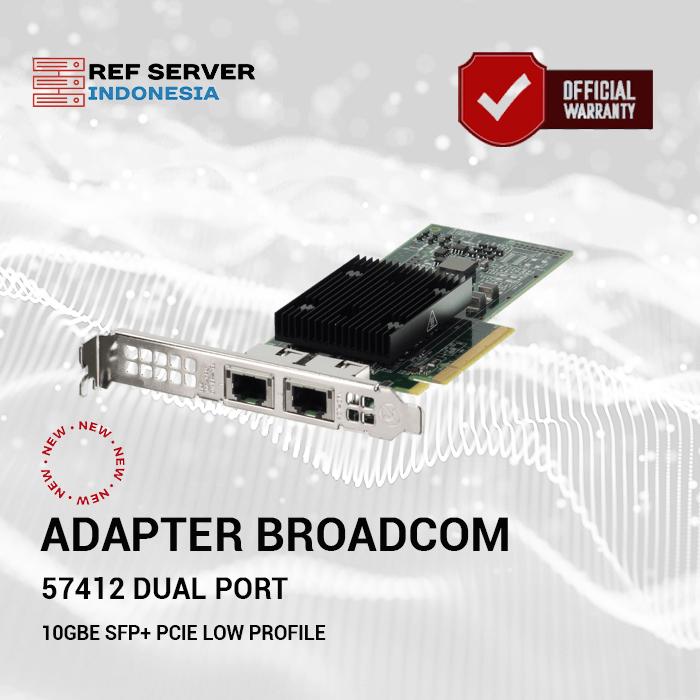 REF SERVER
INDONESIA
OFFICIAL
WARRANTY
NEW • NEW • NEW • NEW • NEW • NEW •
ADAPTER BROADCOM
57412 DUAL PORT
10GBE SFP+ PCIE LOW PROFILE